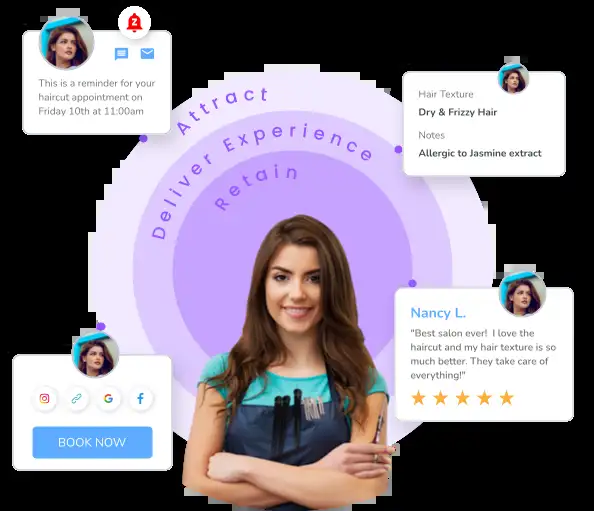 This is a reminder for your
haircut appointment on
Friday 10th at 11:00am
Z
Attract
Deliver Experience
Retain
Hair Texture
Dry & Frizzy Hair
Notes
Allergic to Jasmine extract
Nancy L.
"Best salon ever! I love the
haircut and my hair texture is so
much better. They take care of
everything!"
BOOK NOW